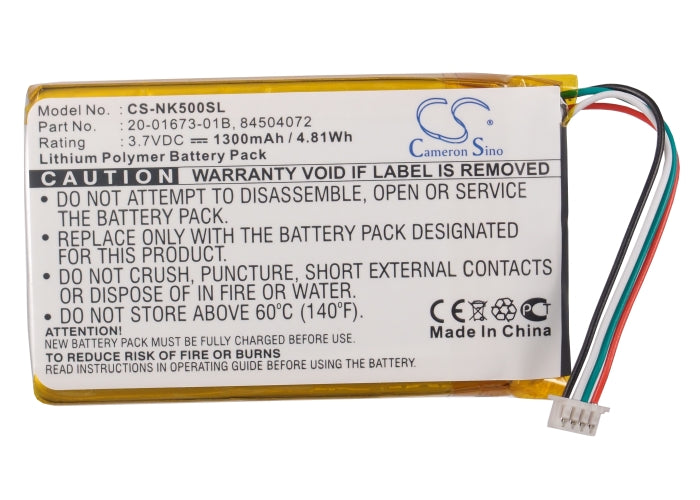 Model No. : CS-NK500SL
Part No. : 20-01673-01B, 84504072
Rating : 3.7VDC ⎓ 1300mAh / 4.81Wh
Lithium Polymer Battery Pack
CS
Cameron Sino
CAUTION WARRANTY VOID IF LABEL IS REMOVED
• DO NOT ATTEMPT TO DISASSEMBLE, OPEN OR SERVICE
THE BATTERY PACK.
• REPLACE ONLY WITH THE BATTERY PACK DESIGNATED
FOR THIS PRODUCT.
• DO NOT CRUSH, PUNCTURE, SHORT EXTERNAL CONTACTS,
OR DISPOSE OF IN FIRE OR WATER.
• DO NOT STORE ABOVE 60°C (140°F).
ATTENTION:
NEW BATTERY PACK MUST BE FULLY CHARGED BEFORE USE
TO REDUCE RISK OF FIRE OR BURNS
READ INSTRUCTIONS IN OPERATING GUIDE BEFORE USE.
CE PCT
Made In China